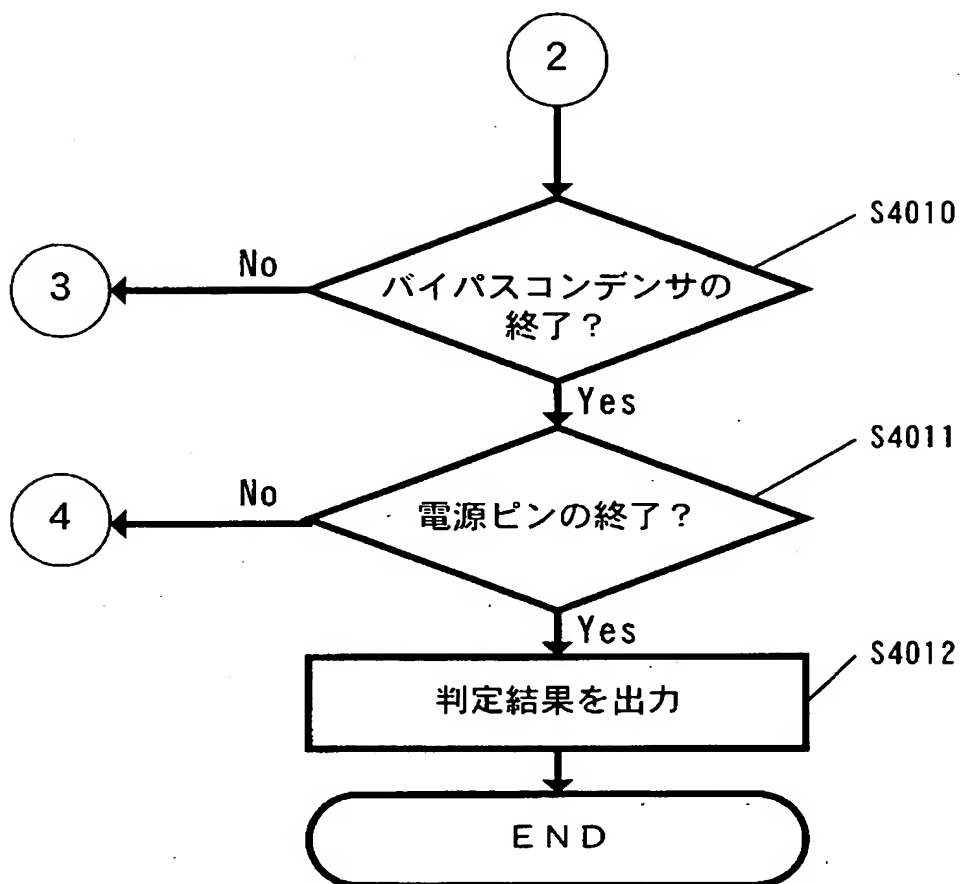 2
S4010
No
3
バイパスコンデンサの
終了？
Yes
S4011
No
4
電源ピンの終了？
Yes
S4012
判定結果を出力
END